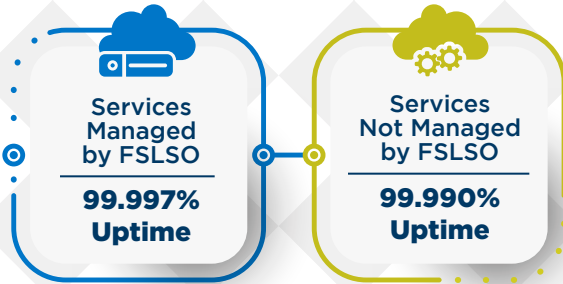 Services
Managed
by FSLSO
99.997%
Uptime
Services
Not Managed
by FSLSO
99.990%
Uptime